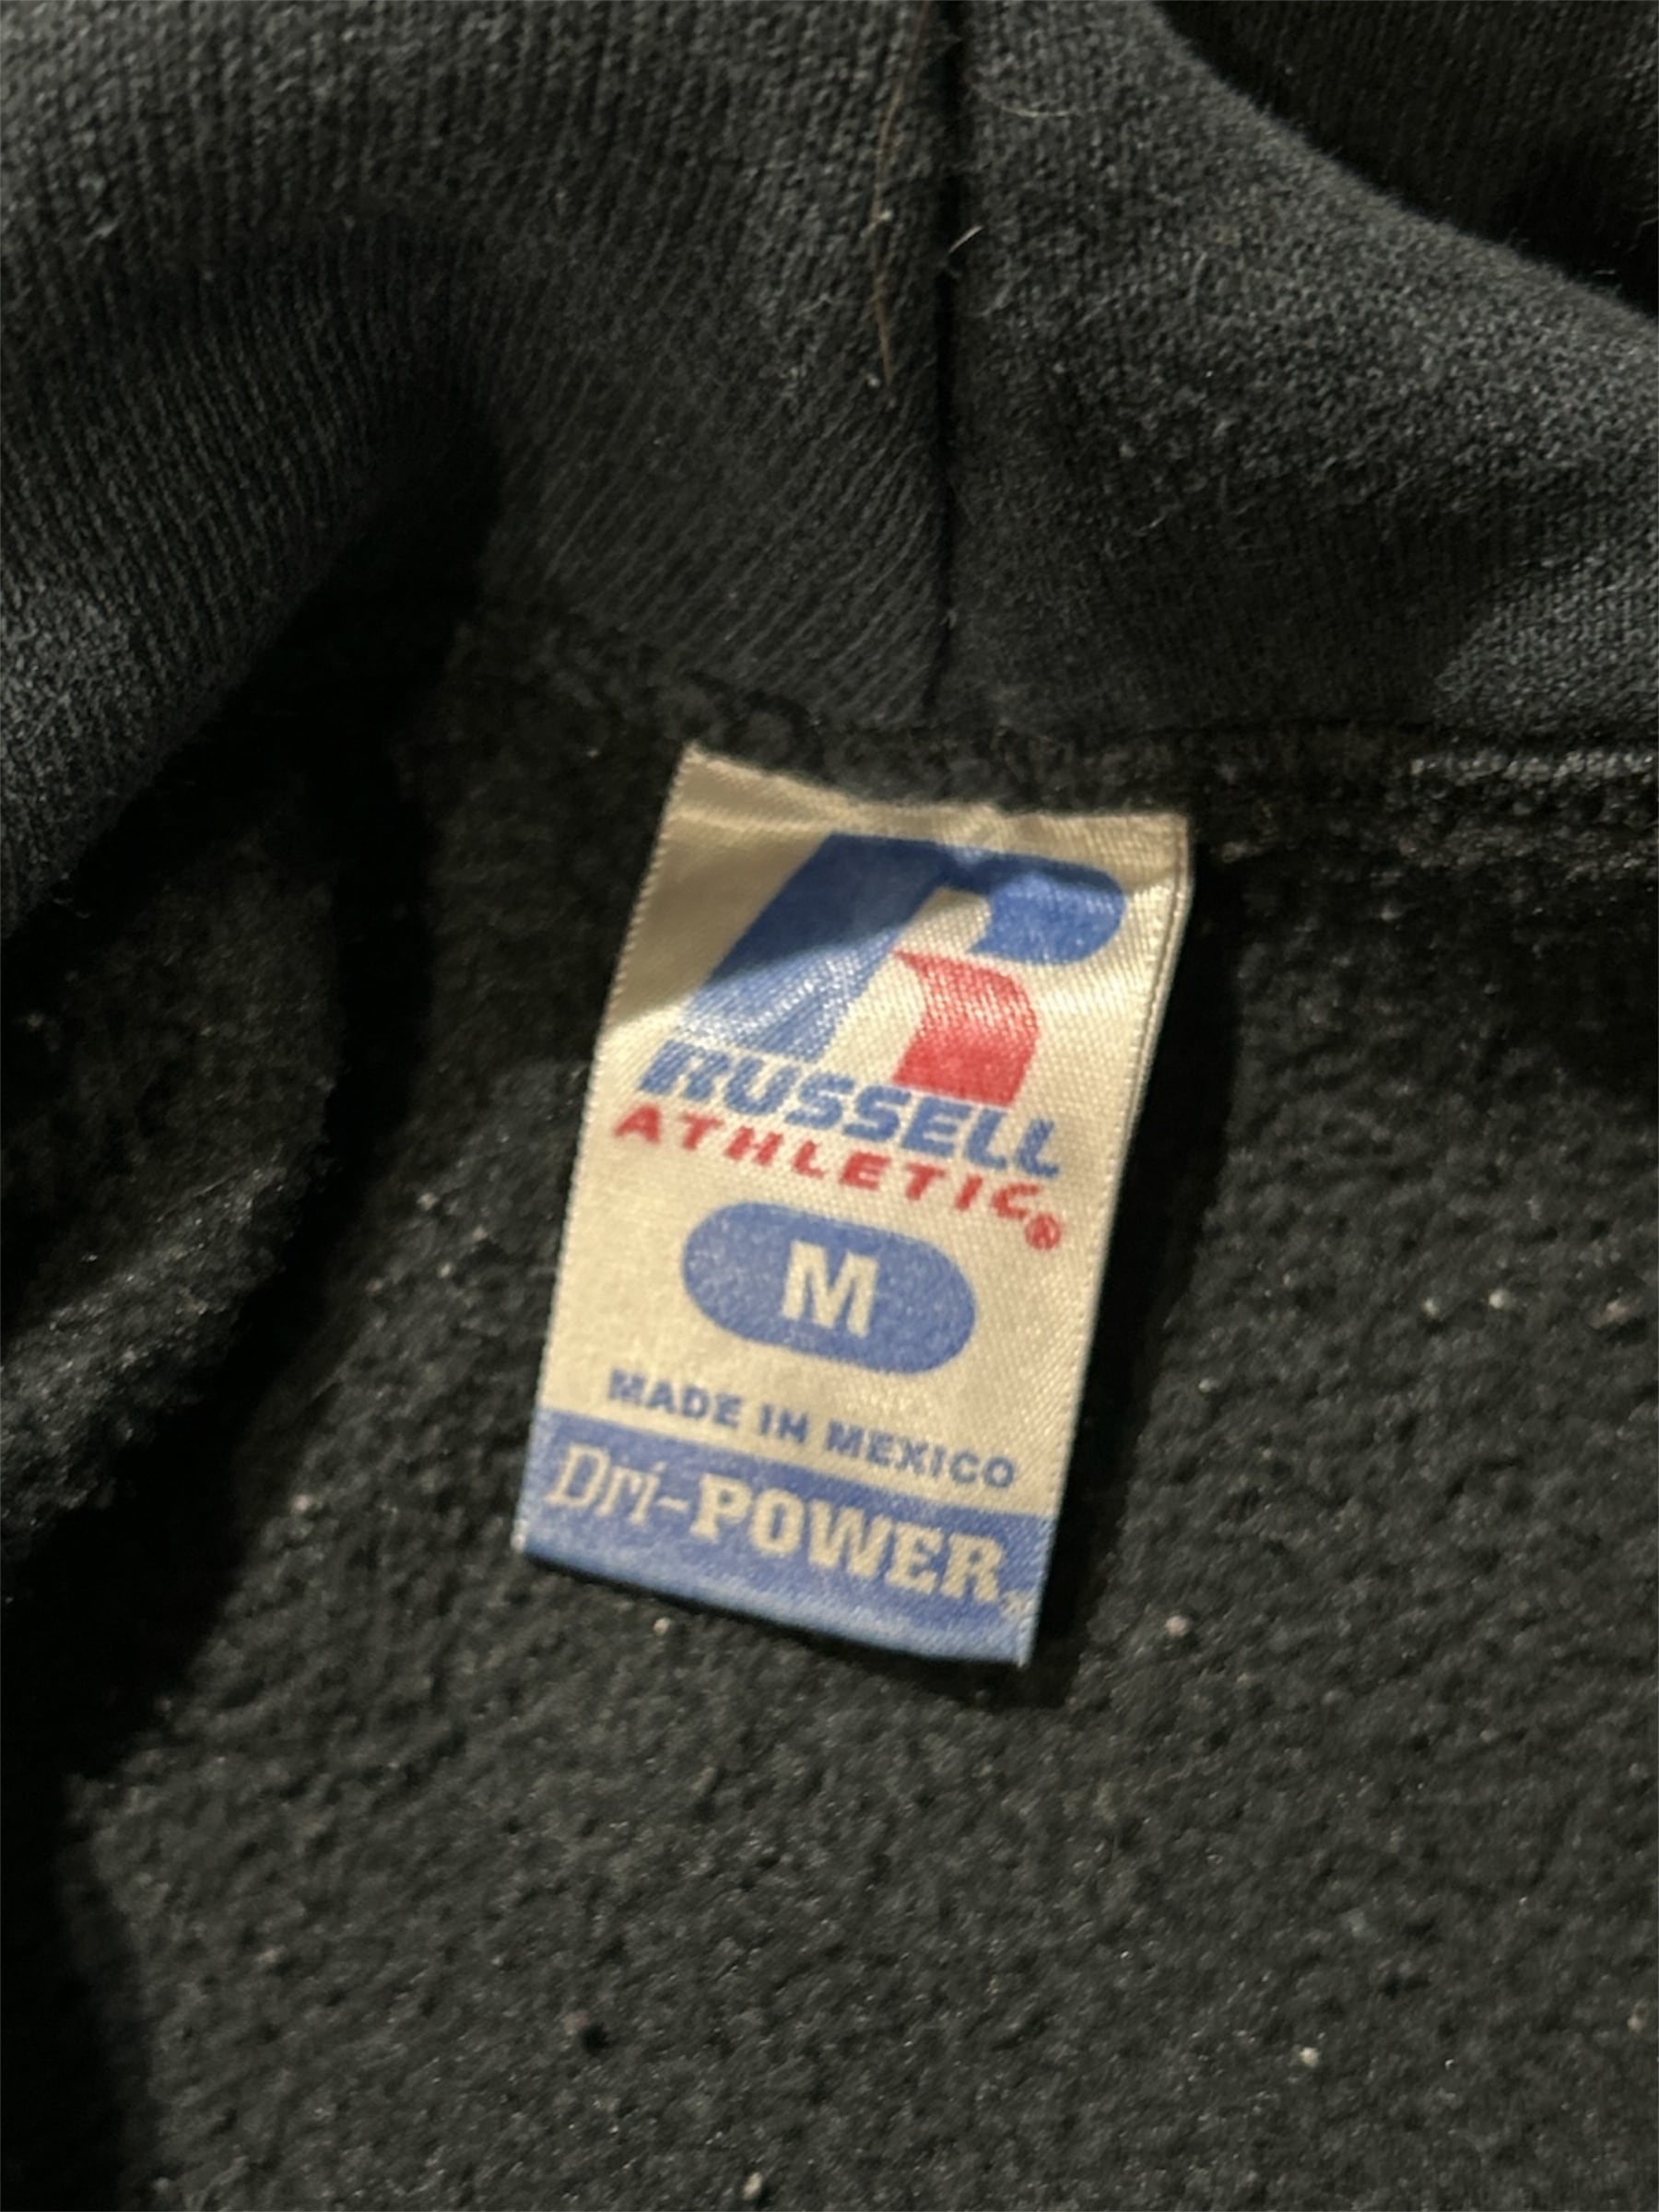 R
RUSSELL
ATHLETIC®
M
MADE IN MEXICO
Dri-POWER®